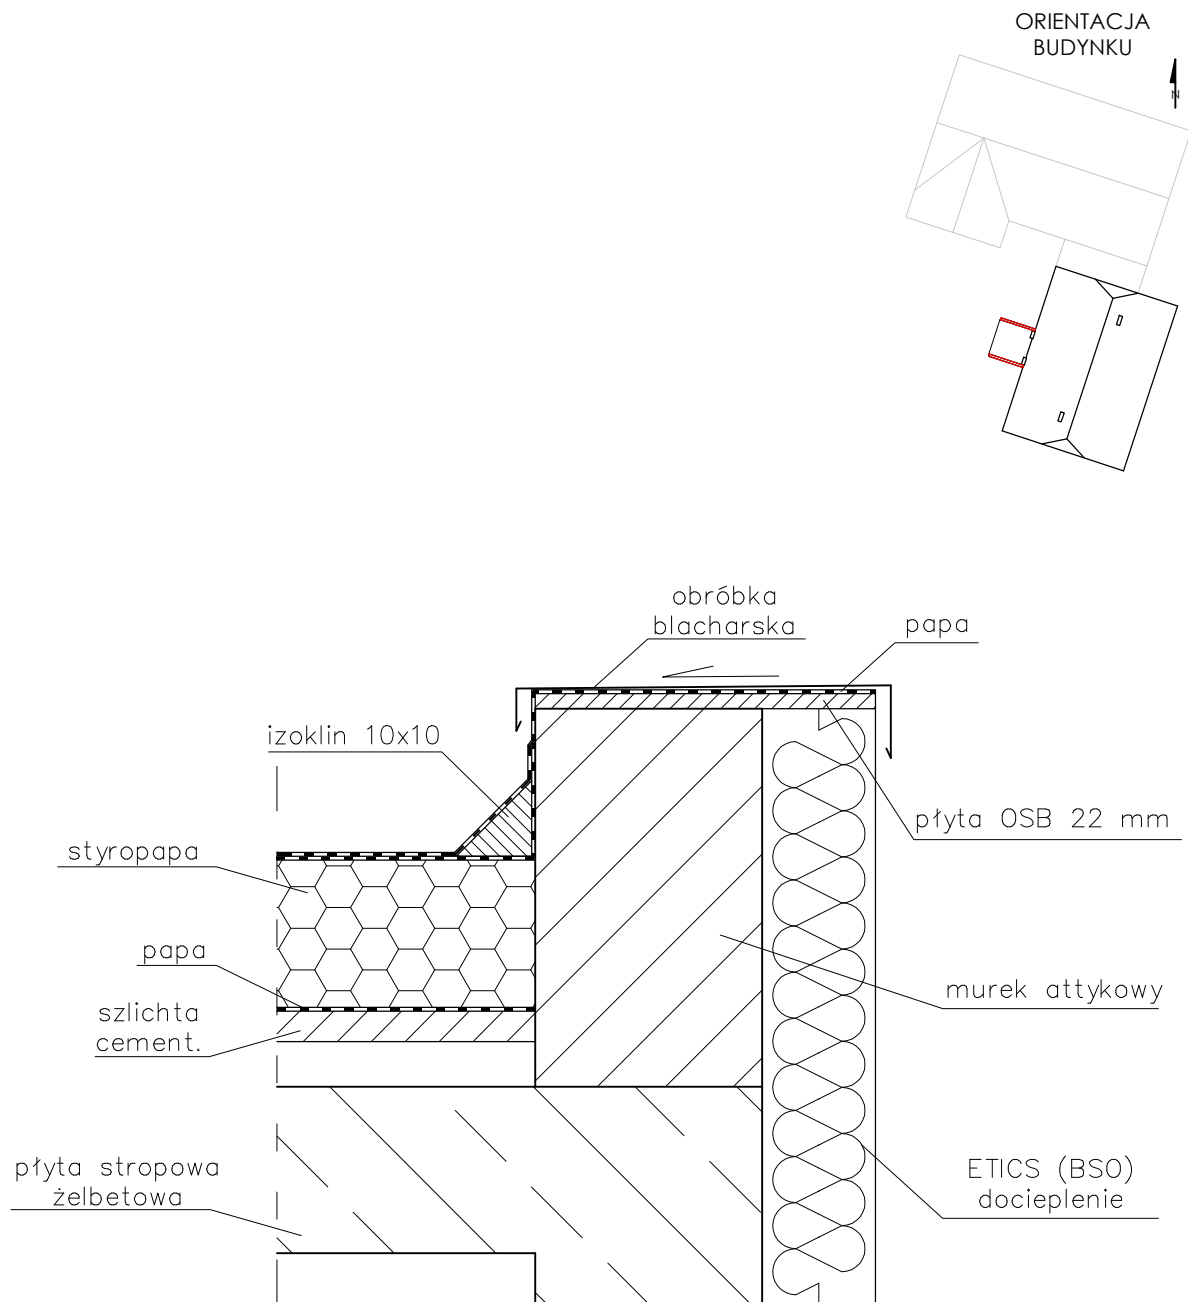 ORIENTACJA
BUDYNKU
N
obróbka
blacharska
papa
izoklin 10x10
płyta OSB 22 mm
styropapa
papa
murek attykowy
szlichta
cement.
płyta stropowa
żelbetowa
ETICS (BSO)
docieplenie